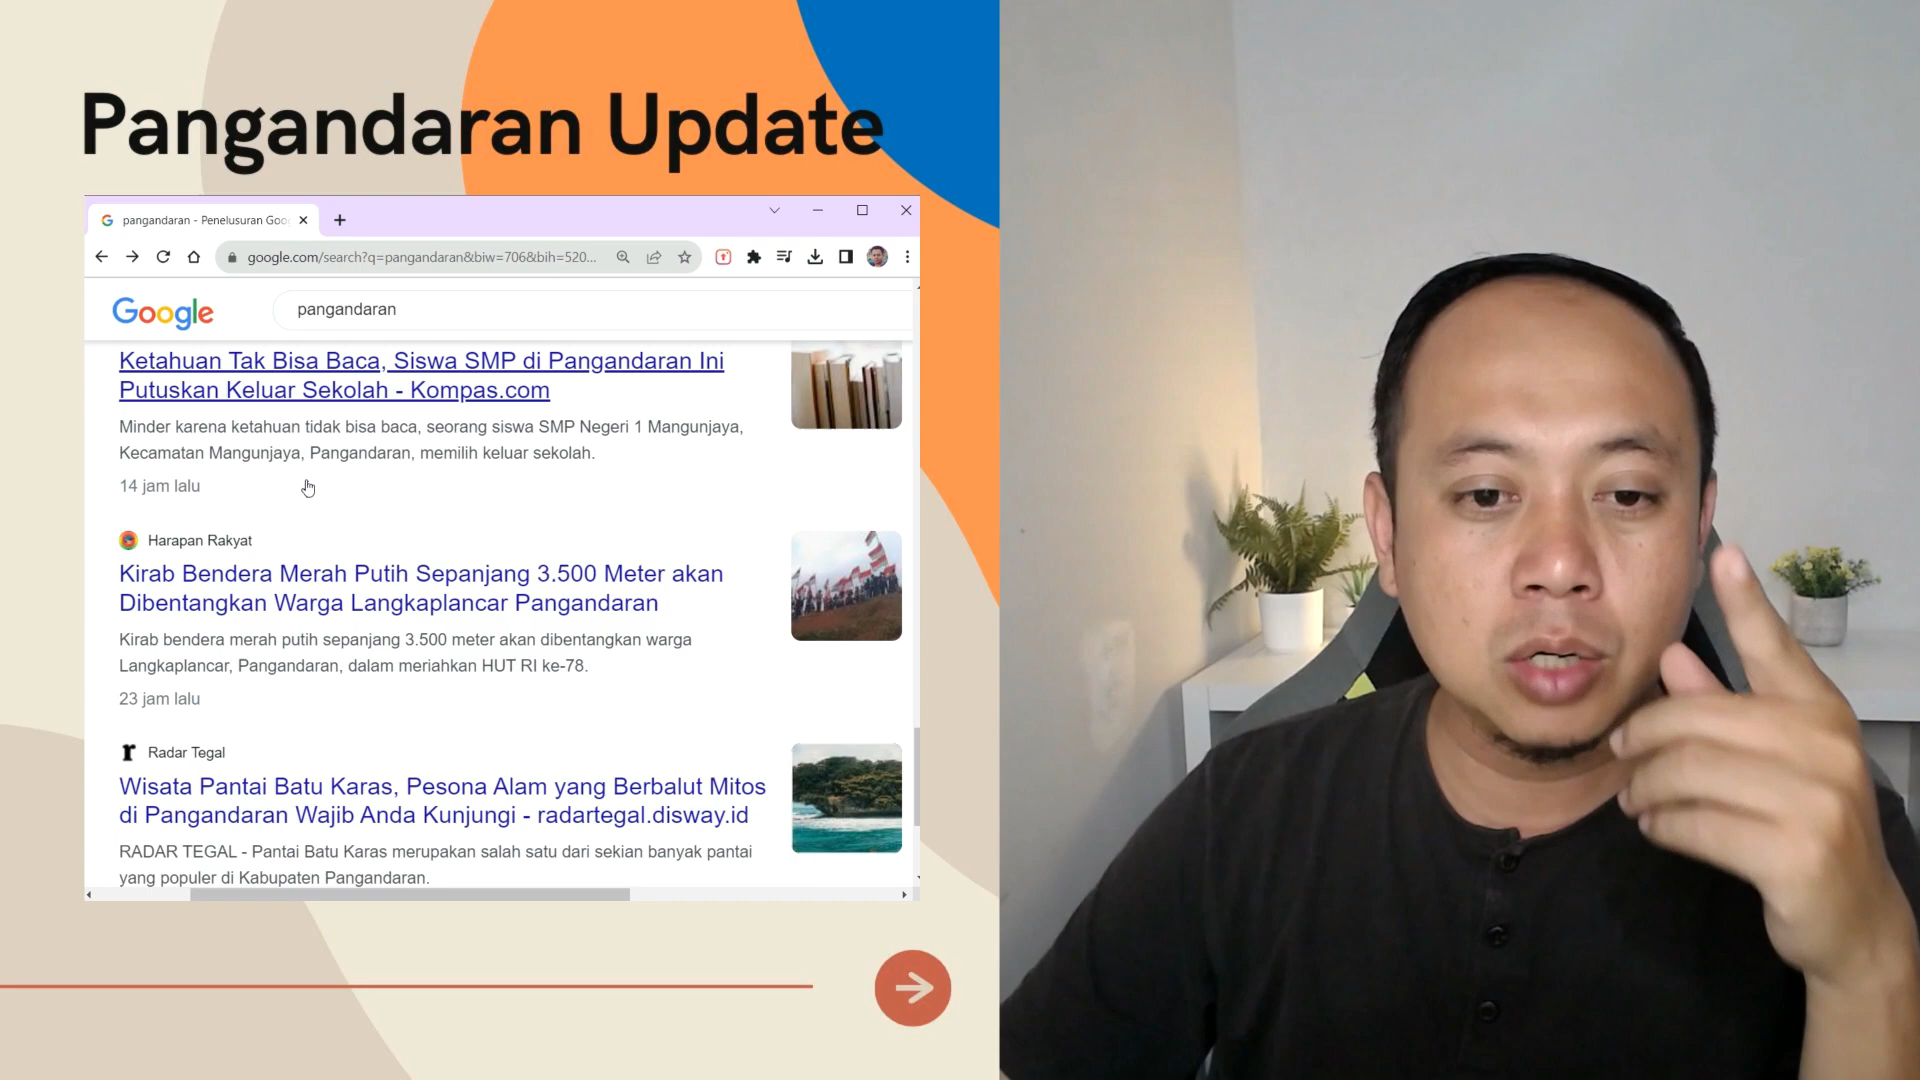 Pangandaran Update
pangandaran - Penelusuran Goo
google.com/search?q=pangandaran&biw=706&bih=520...
Google
pangandaran
Ketahuan Tak Bisa Baca, Siswa SMP di Pangandaran Ini
Putuskan Keluar Sekolah - Kompas.com
Minder karena ketahuan tidak bisa baca, seorang siswa SMP Negeri 1 Mangunjaya,
Kecamatan Mangunjaya, Pangandaran, memilih keluar sekolah.
14 jam lalu
Harapan Rakyat
Kirab Bendera Merah Putih Sepanjang 3.500 Meter akan
Dibentangkan Warga Langkaplancar Pangandaran
Kirab bendera merah putih sepanjang 3.500 meter akan dibentangkan warga
Langkaplancar, Pangandaran, dalam meriahkan HUT RI ke-78.
23 jam lalu
Radar Tegal
Wisata Pantai Batu Karas, Pesona Alam yang Berbalut Mitos
di Pangandaran Wajib Anda Kunjungi - radartegal.disway.id
RADAR TEGAL - Pantai Batu Karas merupakan salah satu dari sekian banyak pantai
yang populer di Kabupaten Pangandaran.